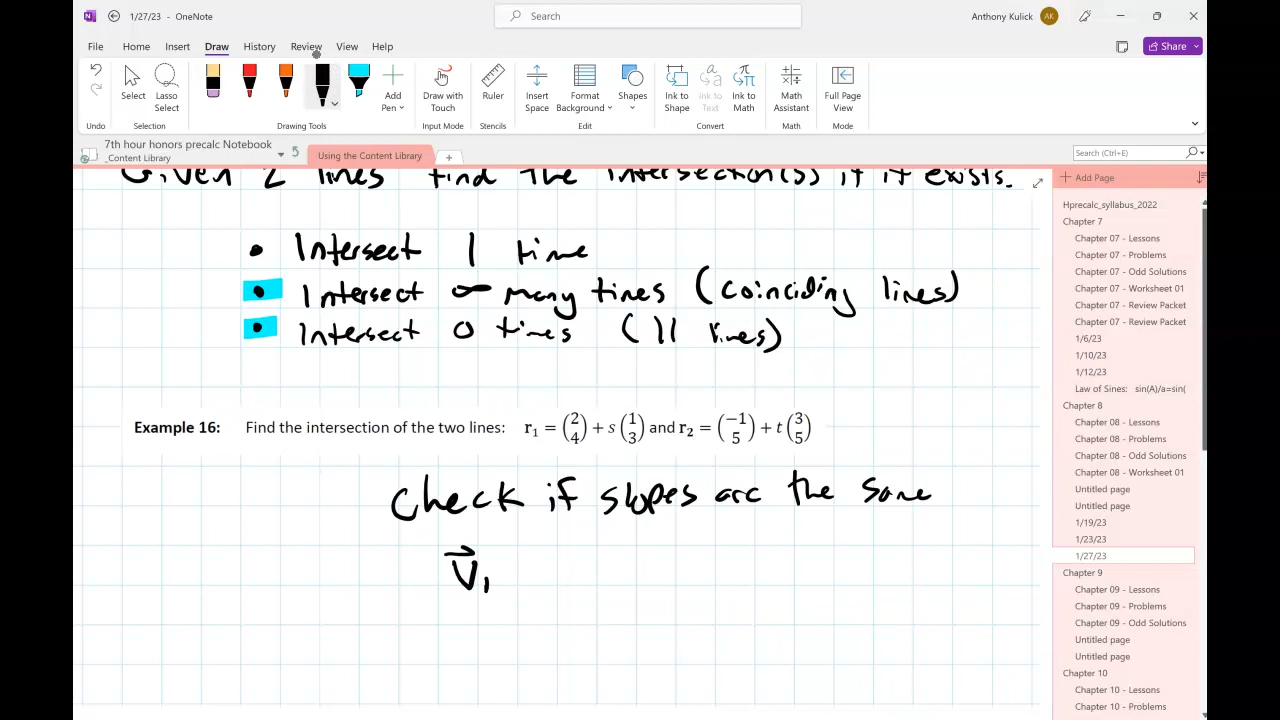 1/27/23 - OneNote
Search
Anthony Kulick
AK
File Home Insert Draw History Review View Help
Share
Undo
Select
Lasso Select
Selection
Add Pen
Drawing Tools
Draw with Touch
Input Mode
Ruler
Stencils
Insert Space
Format Background
Shapes
Edit
Ink to Shape
Ink to Text
Ink to Math
Convert
Math Assistant
Math
Full Page View
Mode
7th hour honors precalc Notebook
_Content Library
Using the Content Library
Search (Ctrl+E)
Given 2 lines find the intersection(s) if it exists.
• Intersect 1 time
• Intersect ∞ many times (coinciding lines)
• Intersect 0 times (|| lines)
Example 16: Find the intersection of the two lines: r₁ = (2 4) + s (1 3) and r₂ = (−1 5) + t (3 5)
Check if slopes are the same
v⃗₁
Add Page
Hprecalc_syllabus_2022
Chapter 7
Chapter 07 - Lessons
Chapter 07 - Problems
Chapter 07 - Odd Solutions
Chapter 07 - Worksheet 01
Chapter 07 - Review Packet
Chapter 07 - Review Packet
1/6/23
1/10/23
1/12/23
Law of Sines: sin(A)/a=sin(
Chapter 8
Chapter 08 - Lessons
Chapter 08 - Problems
Chapter 08 - Odd Solutions
Chapter 08 - Worksheet 01
Untitled page
Untitled page
1/19/23
1/23/23
1/27/23
Chapter 9
Chapter 09 - Lessons
Chapter 09 - Problems
Chapter 09 - Odd Solutions
Untitled page
Untitled page
Chapter 10
Chapter 10 - Lessons
Chapter 10 - Problems